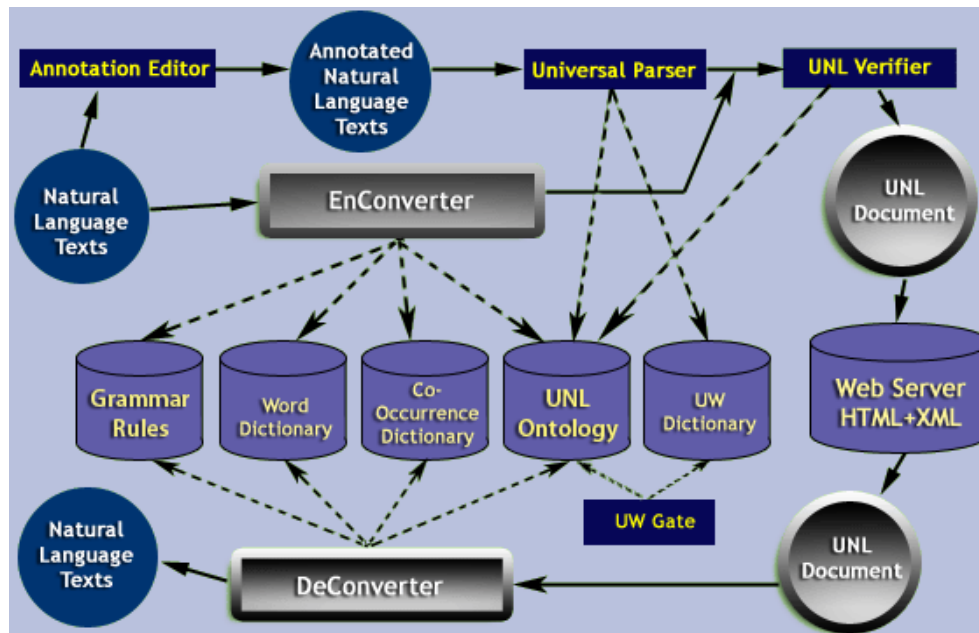 Annotation Editor
Annotated
Natural
Language
Texts
Universal Parser
UNL Verifier
Natural
Language
Texts
EnConverter
UNL
Document
Grammar
Rules
Word
Dictionary
Co-
Occurrence
Dictionary
UNL
Ontology
UW
Dictionary
Web Server
HTML+XML
Natural
Language
Texts
DeConverter
UW Gate
UNL
Document